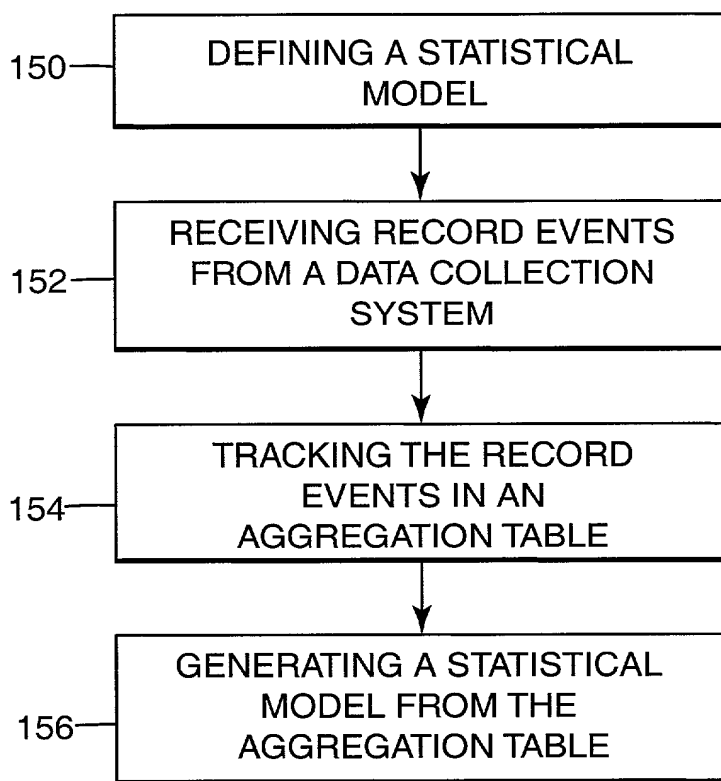 150
DEFINING A STATISTICAL
MODEL
152
RECEIVING RECORD EVENTS
FROM A DATA COLLECTION
SYSTEM
154
TRACKING THE RECORD
EVENTS IN AN
AGGREGATION TABLE
156
GENERATING A STATISTICAL
MODEL FROM THE
AGGREGATION TABLE